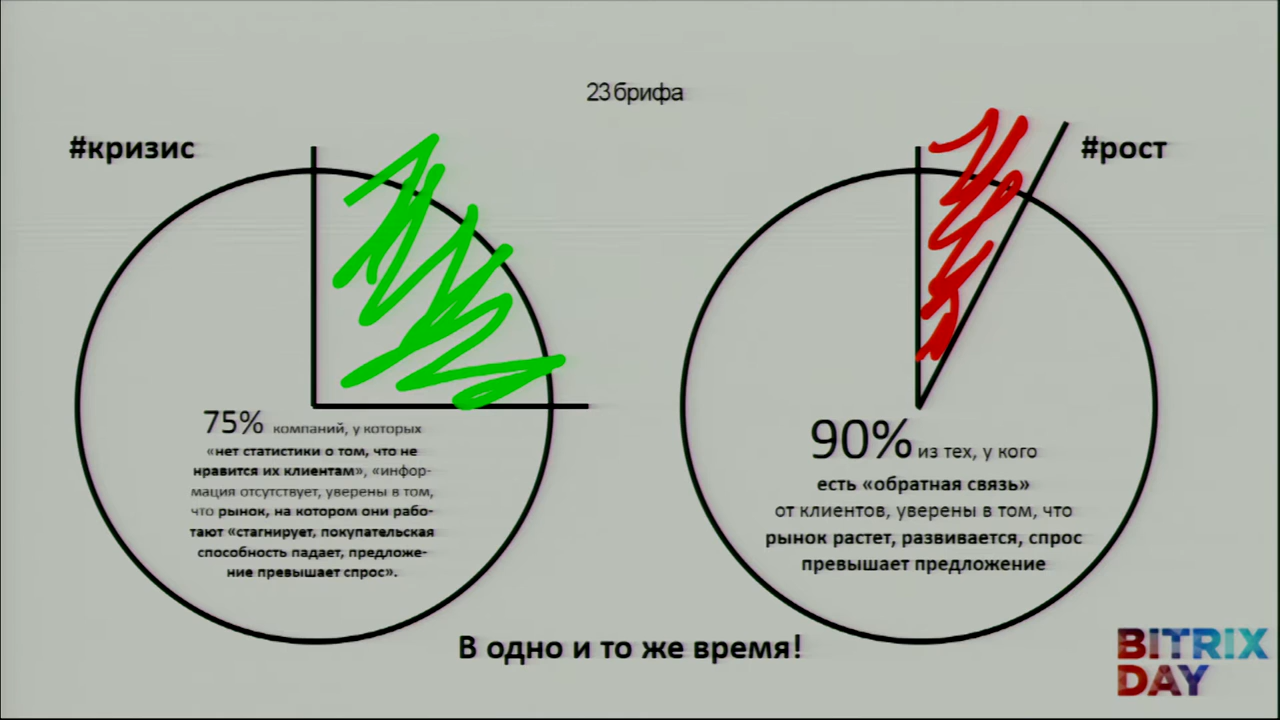 23 брифа
#кризис
#рост
75% компаний, у которых
«нет статистики о том, что не
нравится их клиентам», «инфор-
мация отсутствует, уверены в том,
что рынок, на котором они рабо-
тают «стагнирует, покупательская
способность падает, предложе-
ние превышает спрос».
90% из тех, у кого
есть «обратная связь»
от клиентов, уверены в том, что
рынок растет, развивается, спрос
превышает предложение
В одно и то же время!
BITRIX
DAY